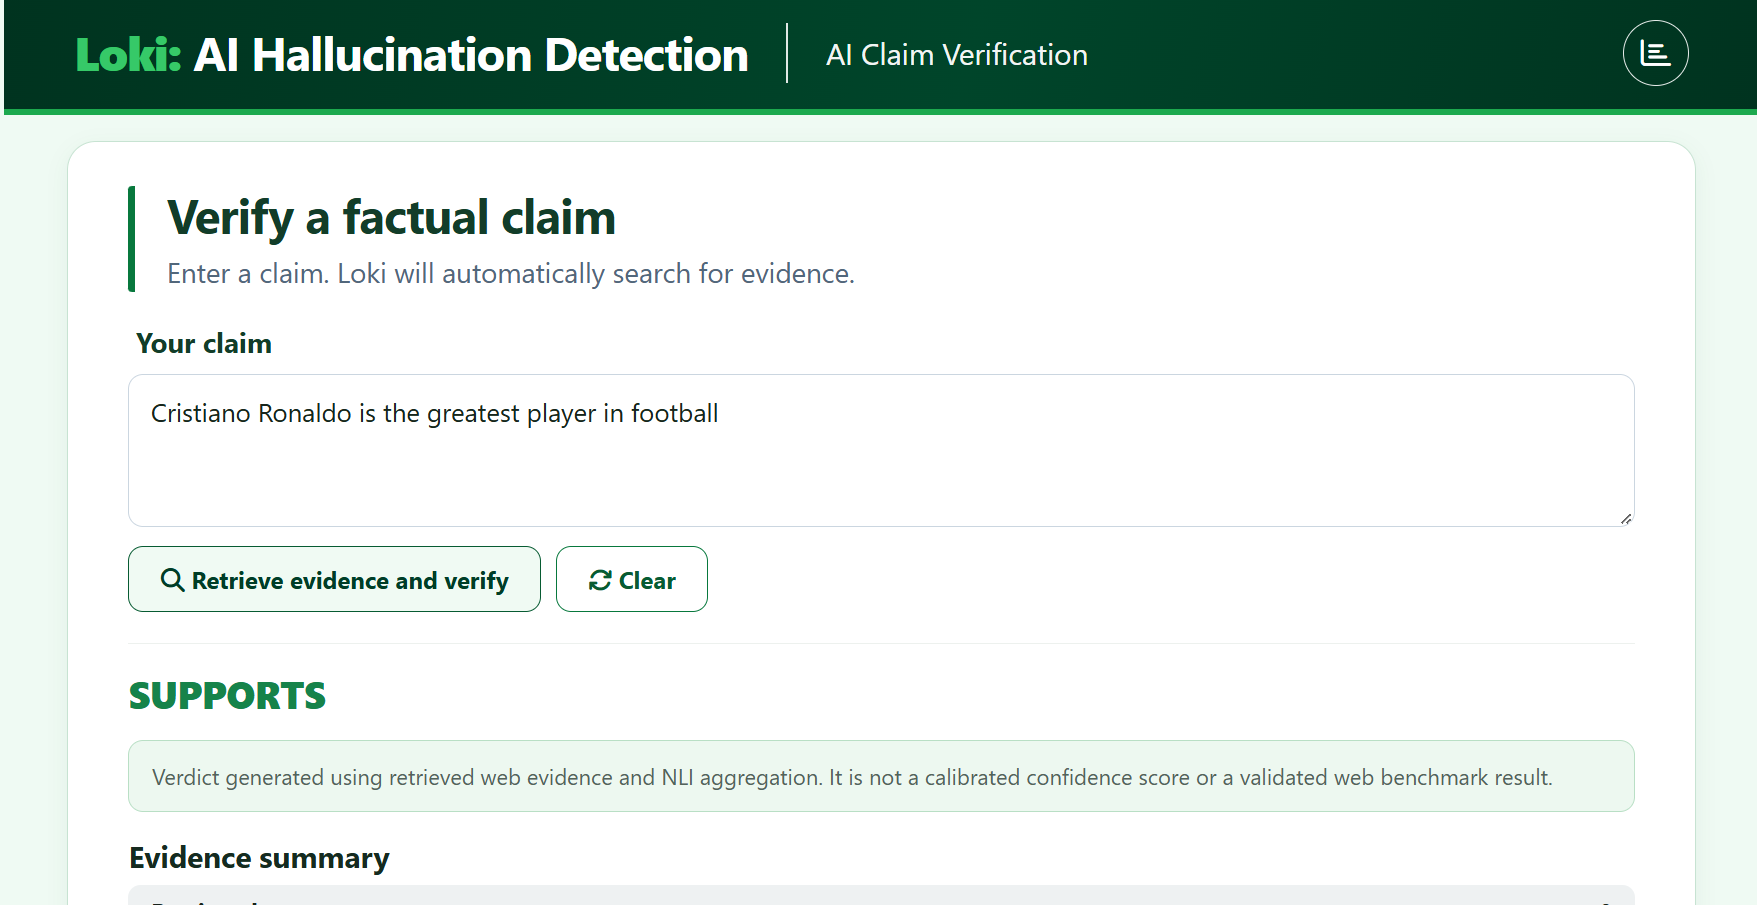 Loki: AI Hallucination Detection
AI Claim Verification
Verify a factual claim
Enter a claim. Loki will automatically search for evidence.
Your claim
Cristiano Ronaldo is the greatest player in football
Retrieve evidence and verify
Clear
SUPPORTS
Verdict generated using retrieved web evidence and NLI aggregation. It is not a calibrated confidence score or a validated web benchmark result.
Evidence summary